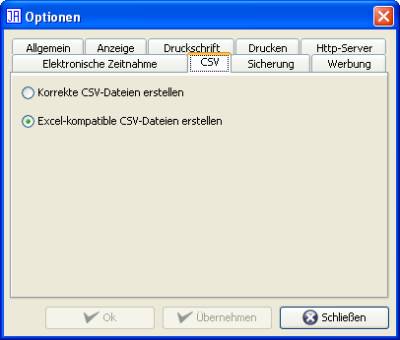 JA Optionen
Allgemein Anzeige Druckschrift Drucken Http-Server
Elektronische Zeitnahme CSV Sicherung Werbung
Korrekte CSV-Dateien erstellen
Excel-kompatible CSV-Dateien erstellen
Ok Übernehmen Schließen